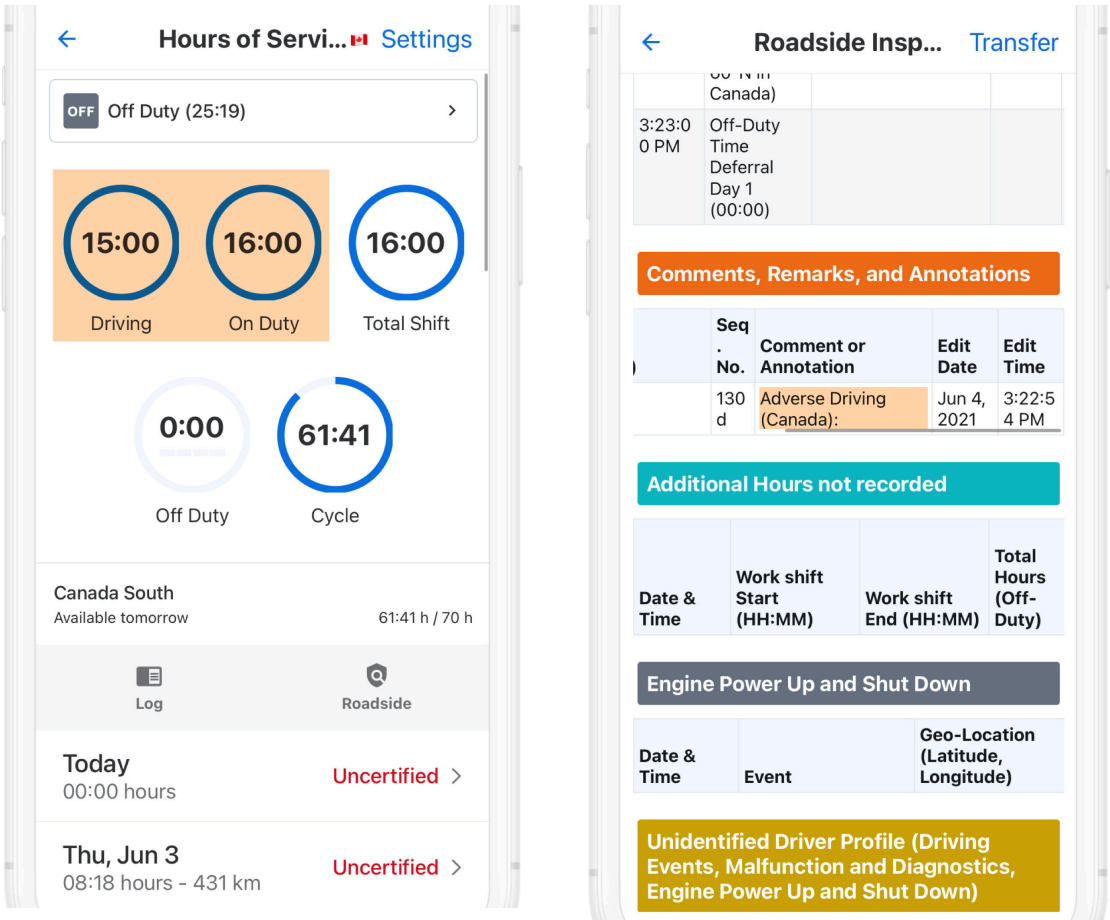 Hours of Servi...
Settings
OFF Off Duty (25:19)
15:00
16:00
16:00
Driving
On Duty
Total Shift
0:00
61:41
Off Duty
Cycle
Canada South
Available tomorrow
61:41 h / 70 h
Log
Roadside
Today
00:00 hours
Uncertified
Thu, Jun 3
08:18 hours - 431 km
Uncertified
Roadside Insp...
Transfer
Canada)
3:23:0
0 PM
Off-Duty
Time
Deferral
Day 1
(00:00)
Comments, Remarks, and Annotations
Seq
.
No.
Comment or
Annotation
Edit
Date
Edit
Time
130
d
Adverse Driving
(Canada):
Jun 4,
2021
3:22:5
4 PM
Additional Hours not recorded
Date &
Time
Work shift
Start
(HH:MM)
Work shift
End (HH:MM)
Total
Hours
(Off-
Duty)
Engine Power Up and Shut Down
Date &
Time
Event
Geo-Location
(Latitude,
Longitude)
Unidentified Driver Profile (Driving
Events, Malfunction and Diagnostics,
Engine Power Up and Shut Down)